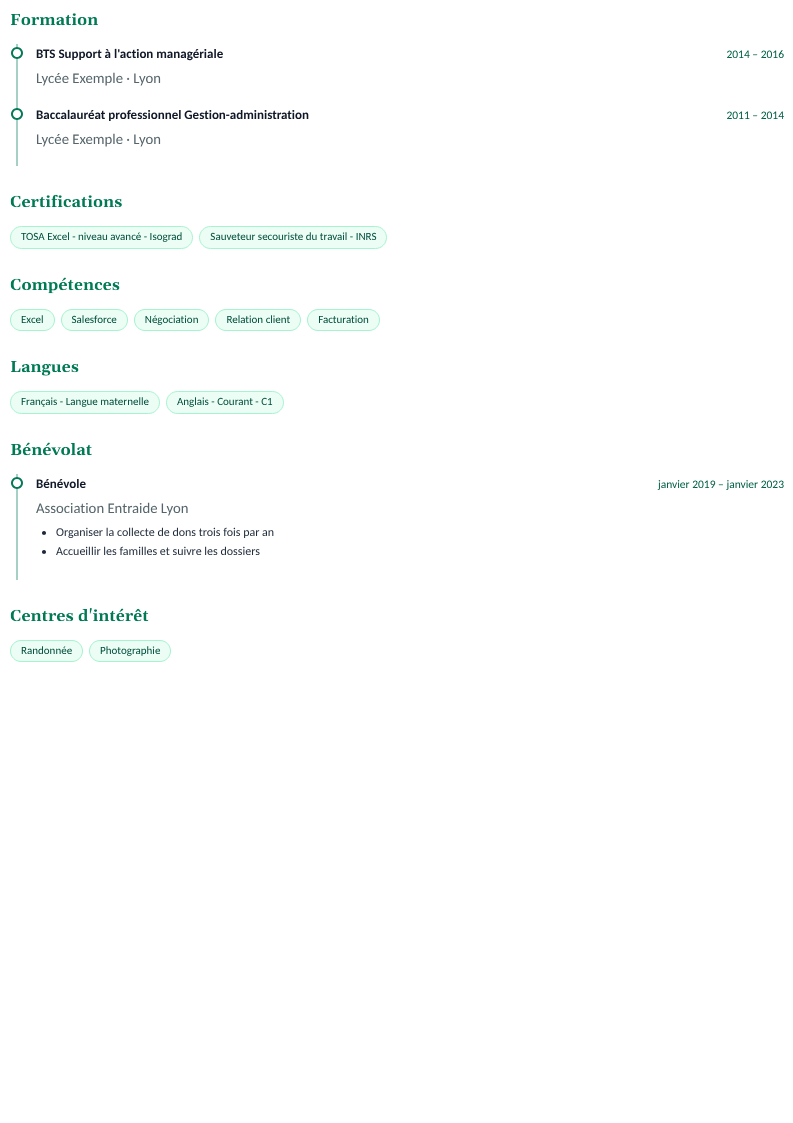 Formation
BTS Support à l'action managériale 2014 – 2016
Lycée Exemple · Lyon
Baccalauréat professionnel Gestion-administration 2011 – 2014
Lycée Exemple · Lyon
Certifications
TOSA Excel - niveau avancé - Isograd Sauveteur secouriste du travail - INRS
Compétences
Excel Salesforce Négociation Relation client Facturation
Langues
Français - Langue maternelle Anglais - Courant - C1
Bénévolat
Bénévole janvier 2019 – janvier 2023
Association Entraide Lyon
• Organiser la collecte de dons trois fois par an
• Accueillir les familles et suivre les dossiers
Centres d'intérêt
Randonnée Photographie